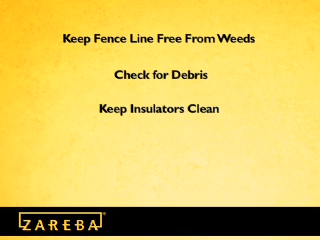 Keep Fence Line Free From Weeds
Check for Debris
Keep Insulators Clean
ZAREBA®